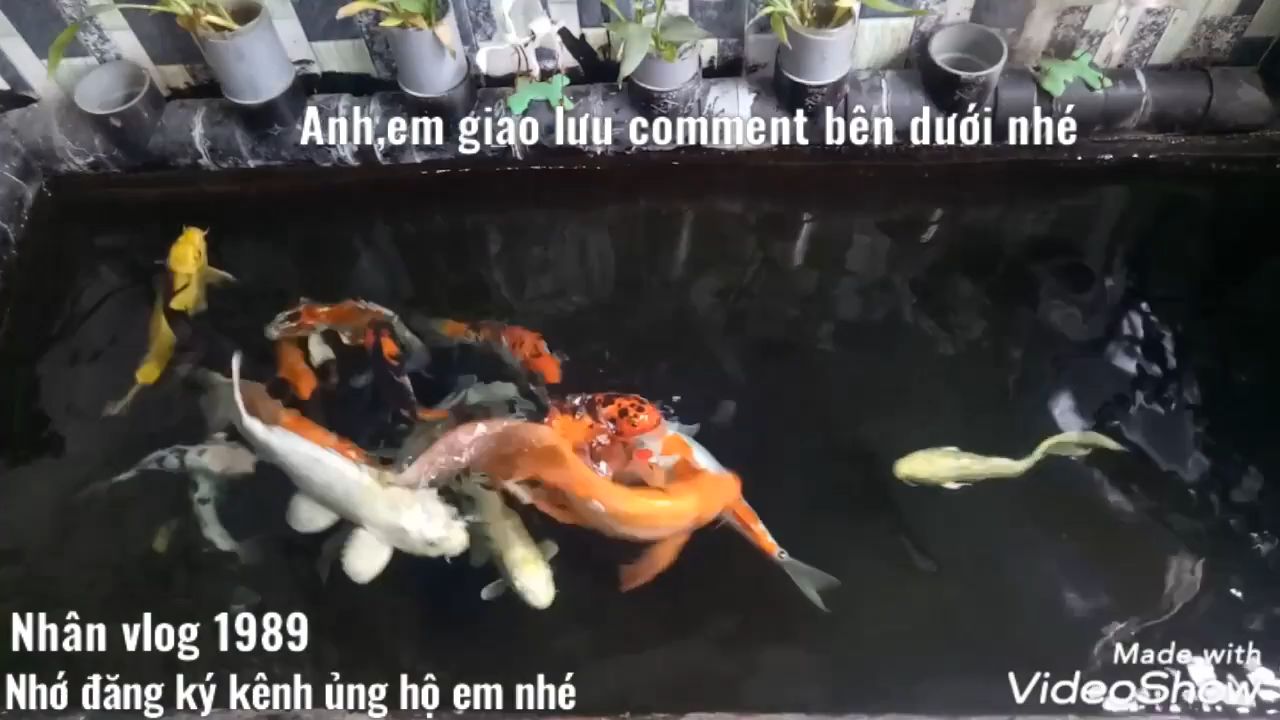 Anh,em giao lưu comment bên dưới nhé
Nhân vlog 1989
Nhớ đăng ký kênh ủng hộ em nhé
Made with
VideoShow